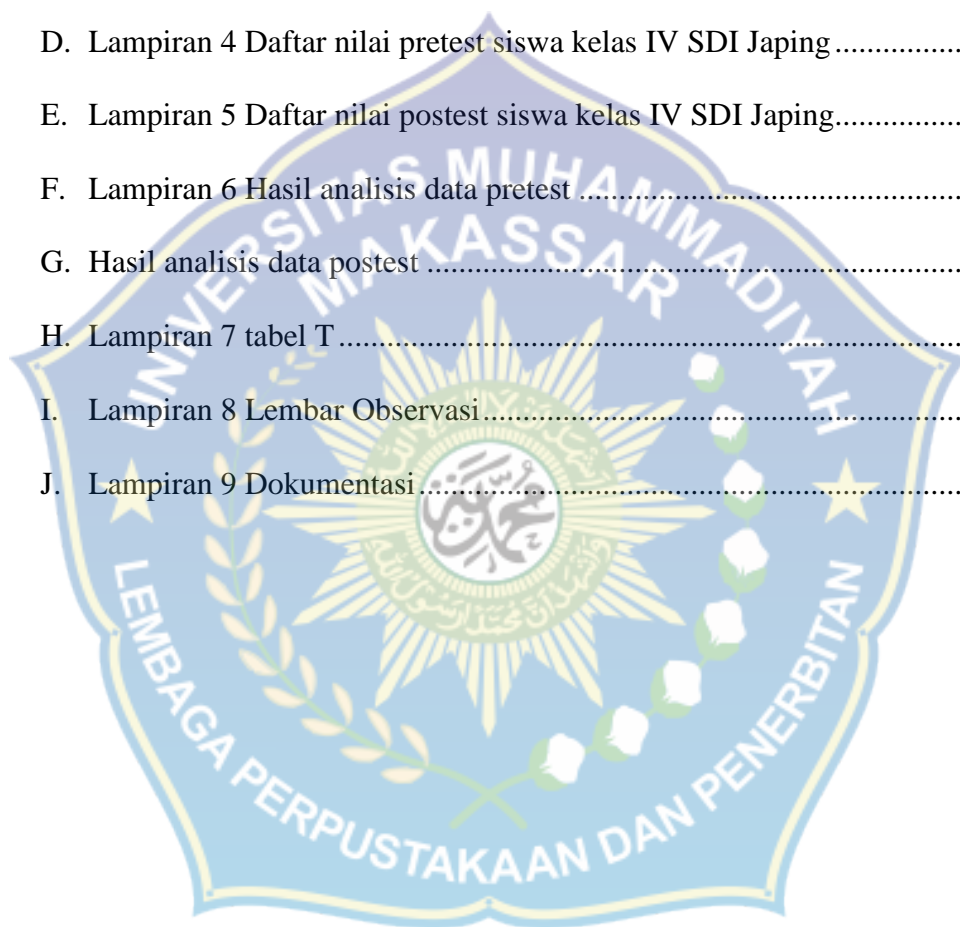 D. Lampiran 4 Daftar nilai pretest siswa kelas IV SDI Japing...............
E. Lampiran 5 Daftar nilai postest siswa kelas IV SDI Japing...............
F. Lampiran 6 Hasil analisis data pretest ..............................................
G. Hasil analisis data postest .................................................................
H. Lampiran 7 tabel T............................................................................
I. Lampiran 8 Lembar Observasi..........................................................
J. Lampiran 9 Dokumentasi..................................................................
UNIVERSITAS MUHAMMADIYAH
MAKASSAR
LEMBAGA PERPUSTAKAAN DAN PENERBITAN